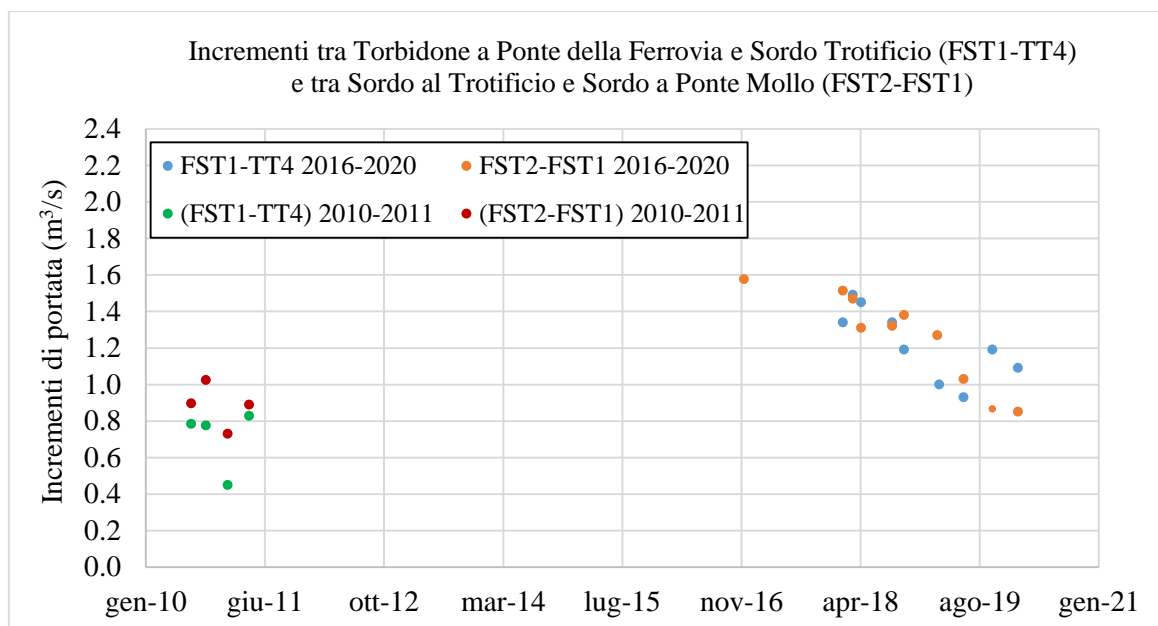 Incrementi tra Torbidone a Ponte della Ferrovia e Sordo Trotificio (FST1-TT4)
e tra Sordo al Trotificio e Sordo a Ponte Mollo (FST2-FST1)
Incrementi di portata (m³/s)
2.4
2.2
2.0
1.8
1.6
1.4
1.2
1.0
0.8
0.6
0.4
0.2
0.0
FST1-TT4 2016-2020 FST2-FST1 2016-2020
(FST1-TT4) 2010-2011 (FST2-FST1) 2010-2011
gen-10 giu-11 ott-12 mar-14 lug-15 nov-16 apr-18 ago-19 gen-21